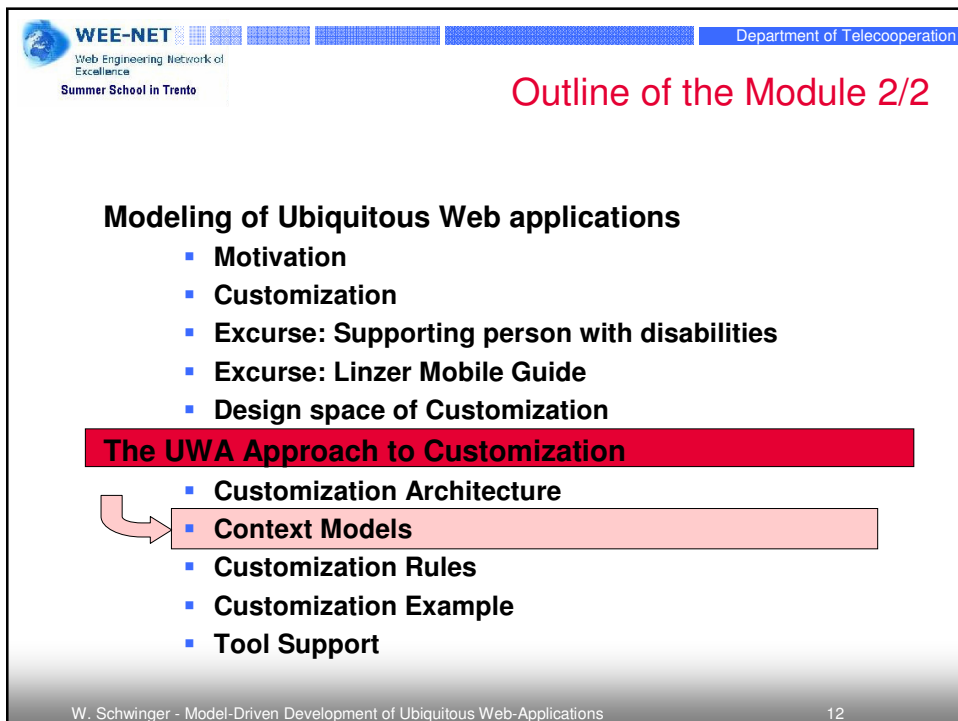 WEE-NET
Department of Telecooperation
Web Engineering Network of
Excellence
Summer School in Trento
Outline of the Module 2/2
Modeling of Ubiquitous Web applications
▪ Motivation
▪ Customization
▪ Excurse: Supporting person with disabilities
▪ Excurse: Linzer Mobile Guide
▪ Design space of Customization
The UWA Approach to Customization
▪ Customization Architecture
▪ Context Models
▪ Customization Rules
▪ Customization Example
▪ Tool Support
W. Schwinger - Model-Driven Development of Ubiquitous Web-Applications 12